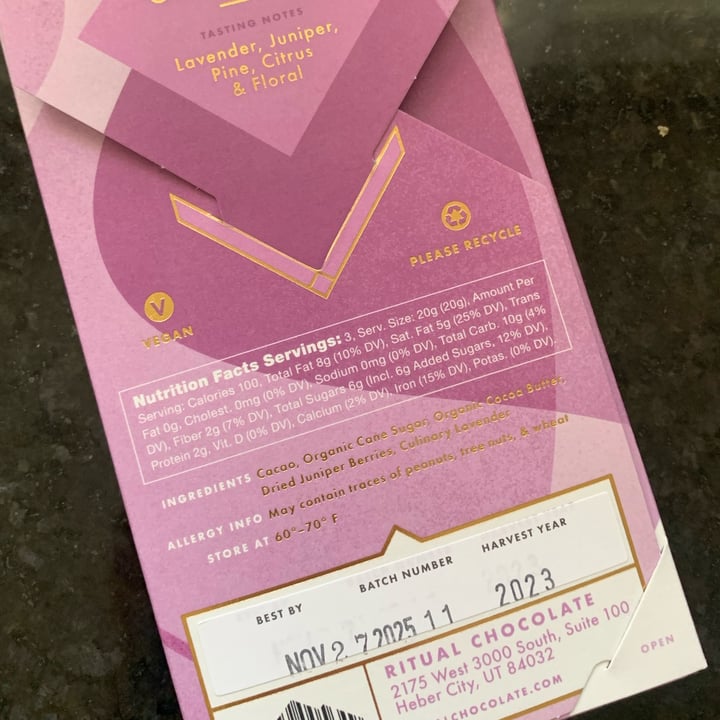 TASTING NOTES
Lavender, Juniper,
Pine, Citrus
& Floral
PLEASE RECYCLE
V
VEGAN
Nutrition Facts Servings: 3, Serv. Size: 20g (20g), Amount Per
Serving: Calories 100, Total Fat 8g (10% DV), Sat. Fat 5g (25% DV), Trans
Fat 0g, Cholest. 0mg (0% DV), Sodium 0mg (0% DV), Total Carb. 10g (4%
DV), Fiber 2g (7% DV), Total Sugars 6g (Incl. 6g Added Sugars, 12% DV),
Protein 2g, Vit. D (0% DV), Calcium (2% DV), Iron (15% DV), Potas. (0% DV).
INGREDIENTS Cacao, Organic Cane Sugar, Organic Cocoa Butter,
Dried Juniper Berries, Culinary Lavender
ALLERGY INFO May contain traces of peanuts, tree nuts, & wheat
STORE AT 60°–70° F
BEST BY BATCH NUMBER HARVEST YEAR
NOV 2 7 2025 1 1 2023
RITUAL CHOCOLATE
2175 West 3000 South, Suite 100
Heber City, UT 84032
LCHOCOLATE.COM
OPEN